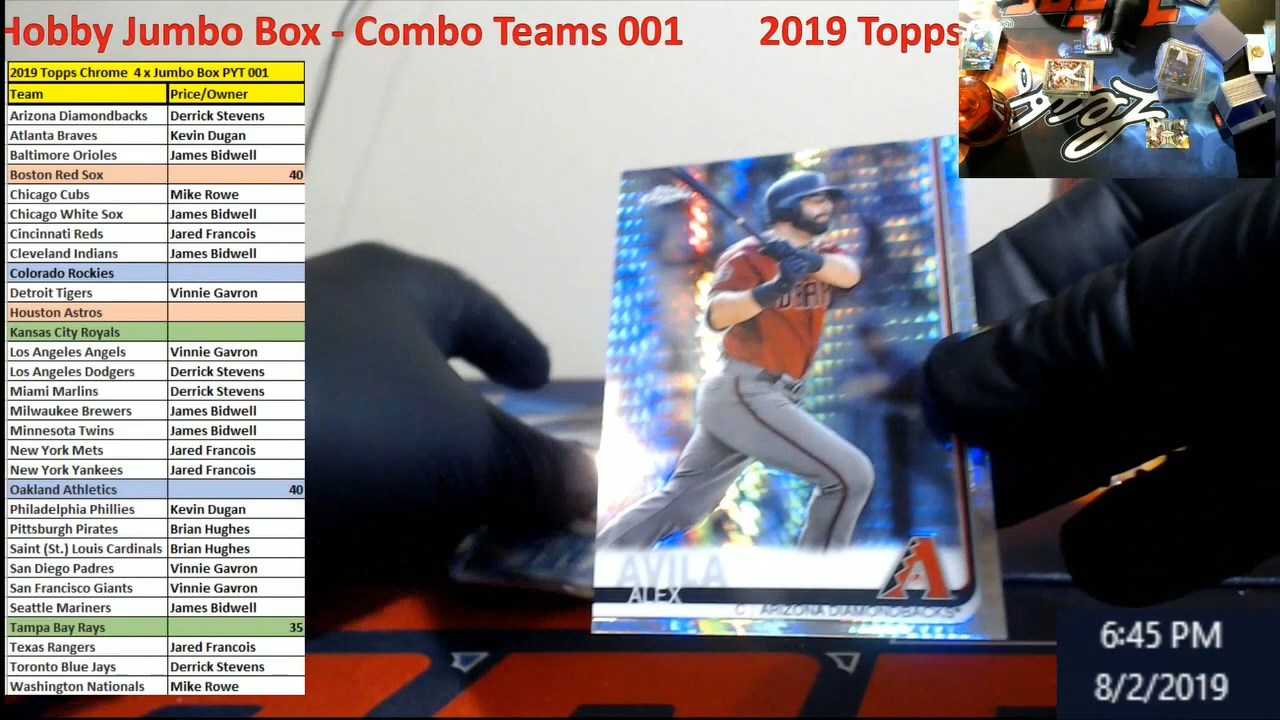 Hobby Jumbo Box - Combo Teams 001 2019 Topps
2019 Topps Chrome 4 x Jumbo Box PYT 001
Team Price/Owner
Arizona Diamondbacks Derrick Stevens
Atlanta Braves Kevin Dugan
Baltimore Orioles James Bidwell
Boston Red Sox 40
Chicago Cubs Mike Rowe
Chicago White Sox James Bidwell
Cincinnati Reds Jared Francois
Cleveland Indians James Bidwell
Colorado Rockies
Detroit Tigers Vinnie Gavron
Houston Astros
Kansas City Royals
Los Angeles Angels Vinnie Gavron
Los Angeles Dodgers Derrick Stevens
Miami Marlins Derrick Stevens
Milwaukee Brewers James Bidwell
Minnesota Twins James Bidwell
New York Mets Jared Francois
New York Yankees Jared Francois
Oakland Athletics 40
Philadelphia Phillies Kevin Dugan
Pittsburgh Pirates Brian Hughes
Saint (St.) Louis Cardinals Brian Hughes
San Diego Padres Vinnie Gavron
San Francisco Giants Vinnie Gavron
Seattle Mariners James Bidwell
Tampa Bay Rays 35
Texas Rangers Jared Francois
Toronto Blue Jays Derrick Stevens
Washington Nationals Mike Rowe
AVILA
ALEX
C ARIZONA DIAMONDBACKS
A
6:45 PM
8/2/2019